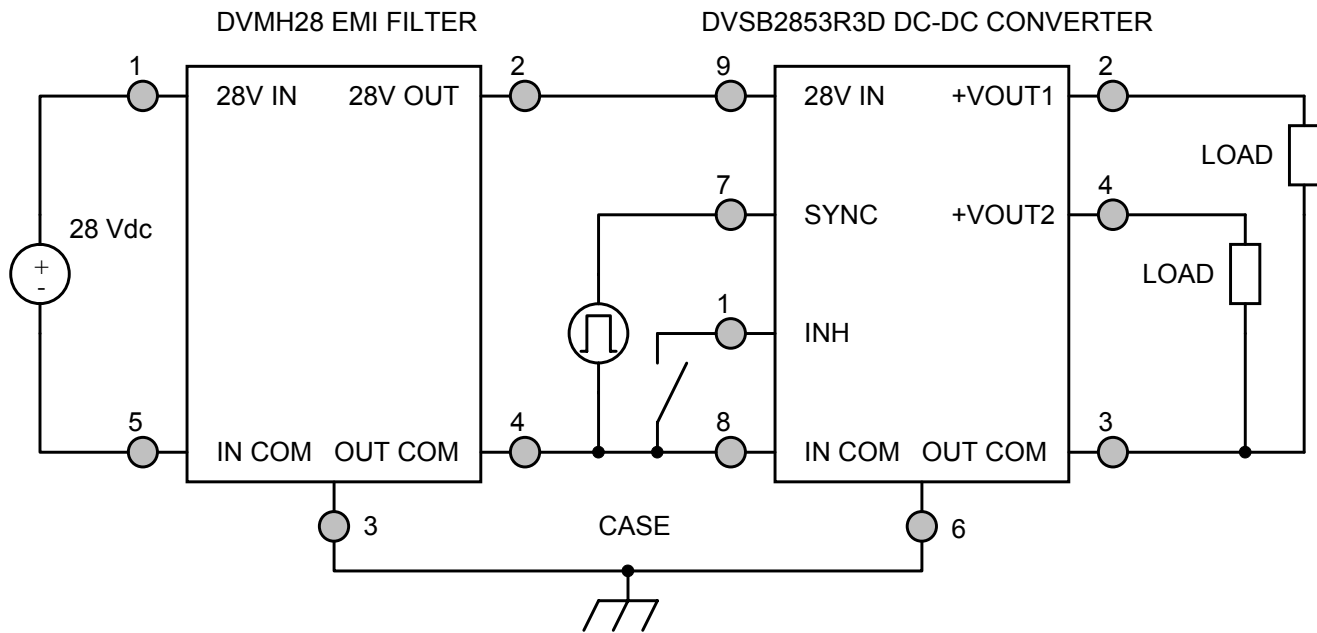 DVMH28 EMI FILTER
DVSB2853R3D DC-DC CONVERTER
1
28V IN
28V OUT
2
9
28V IN
+VOUT1
2
LOAD
7
SYNC
+VOUT2
4
LOAD
28 Vdc
+
-
1
INH
5
IN COM
OUT COM
4
8
IN COM
OUT COM
3
3
CASE
6